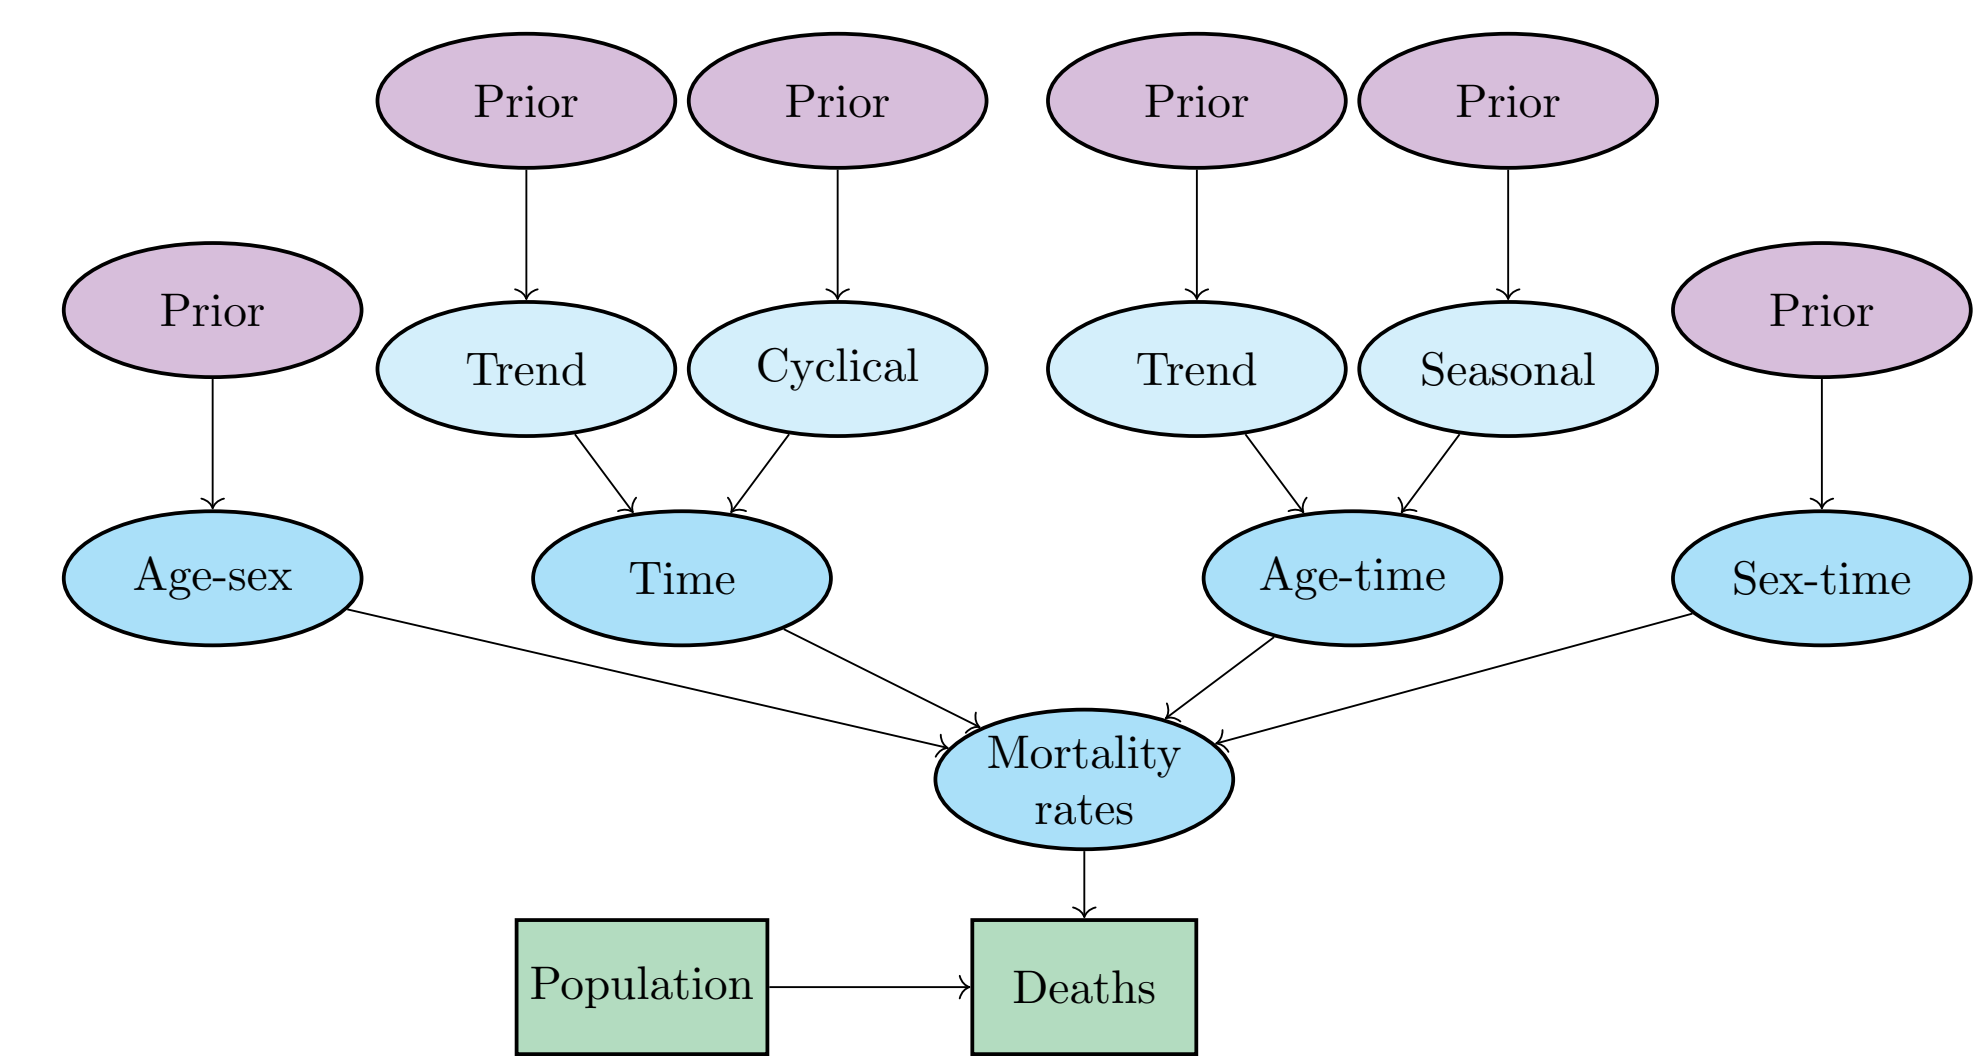 Prior
Prior
Prior
Prior
Prior
Prior
Trend
Cyclical
Trend
Seasonal
Age-sex
Time
Age-time
Sex-time
Mortality
rates
Population
Deaths